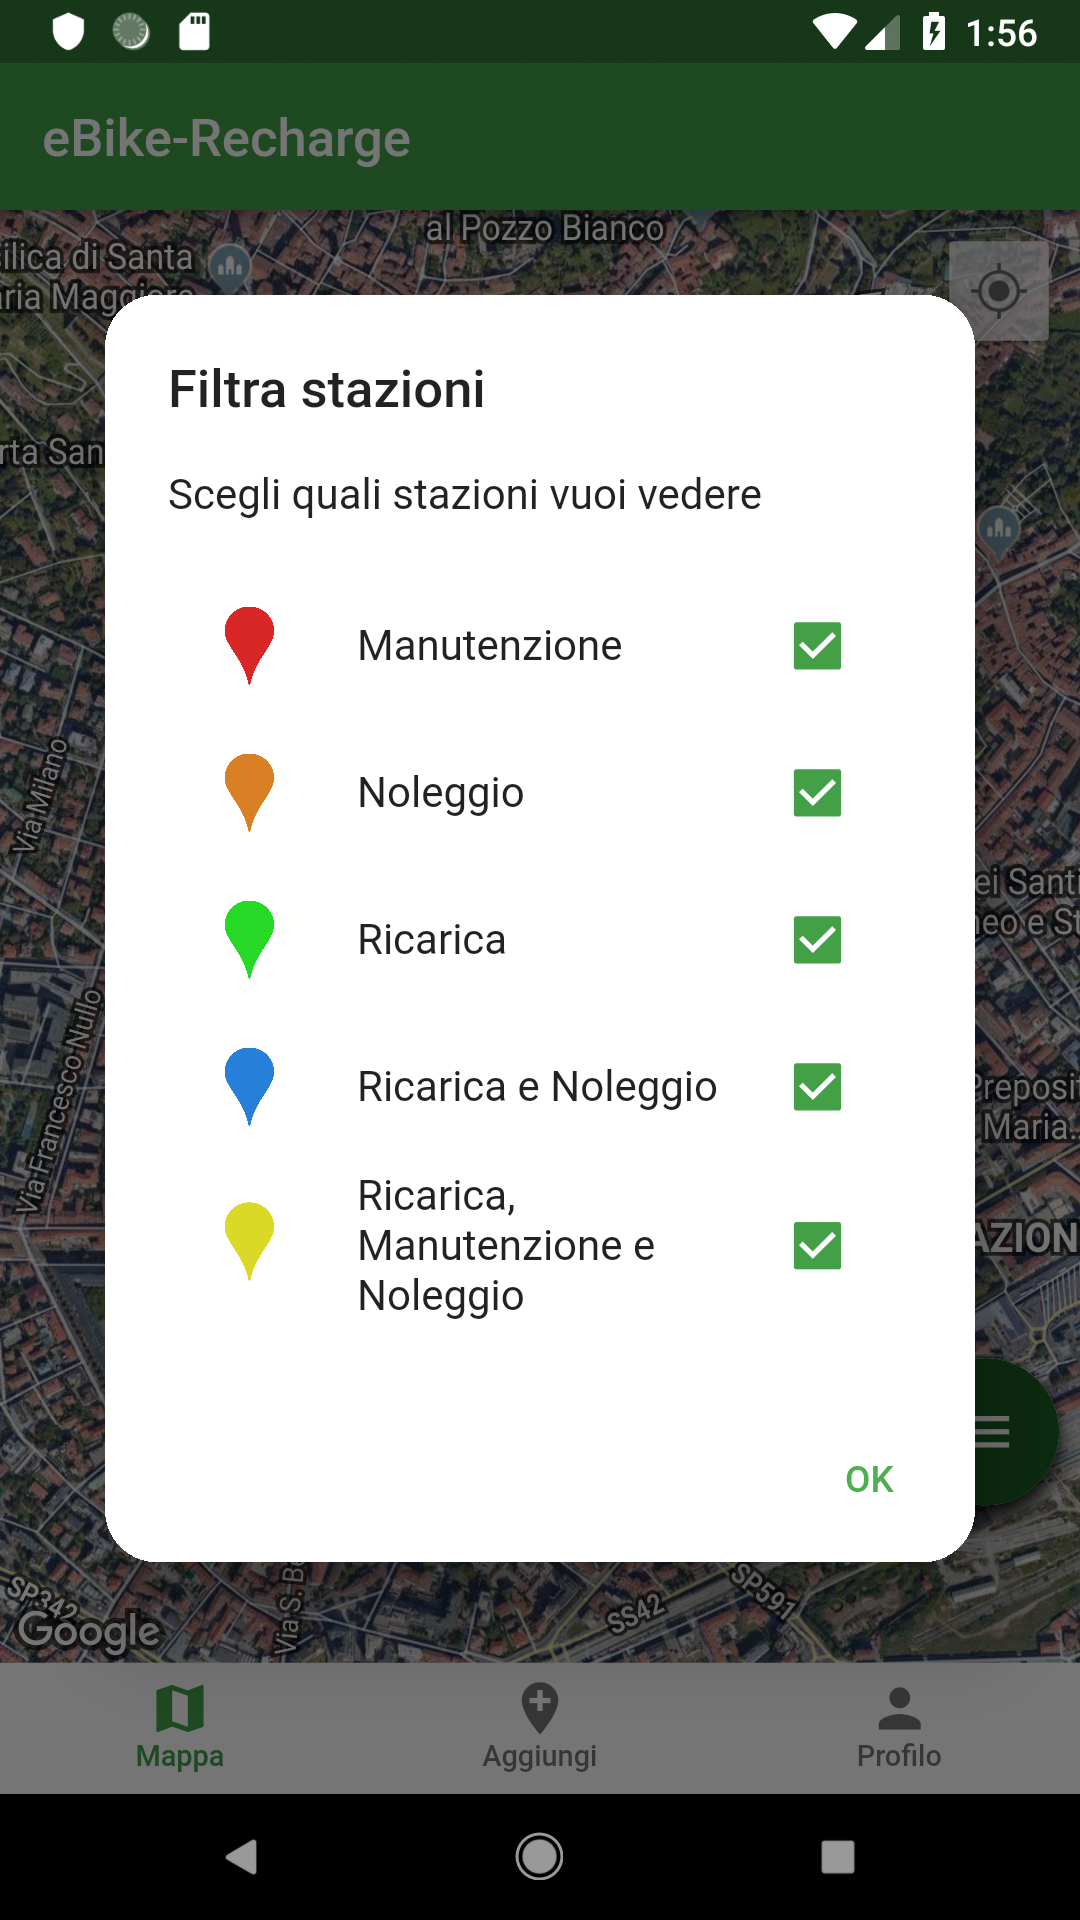 1:56
eBike-Recharge
al Pozzo Bianco
ilica di Santa
ria Maggiore
rta San
Filtra stazioni
Scegli quali stazioni vuoi vedere
Manutenzione
Via Milano
Noleggio
ei Santi
neo e St
Ricarica
Via Francesco Nullo
Ricarica e Noleggio
Preposit
Maria...
Ricarica,
Manutenzione e
Noleggio
AZION
OK
SP342
Google
Via S. Be
SS42
SP591
Mappa
Aggiungi
Profilo